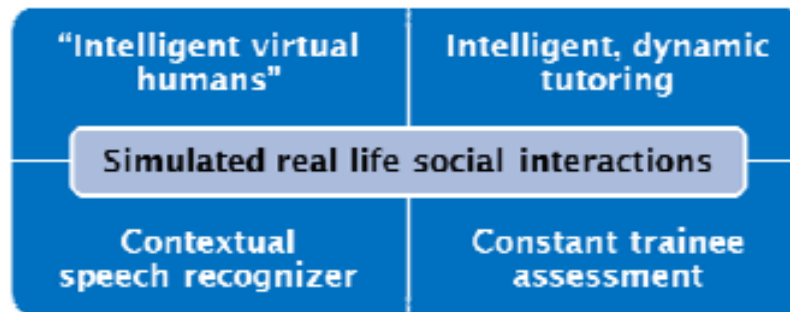 “Intelligent virtual
humans”
Intelligent, dynamic
tutoring
Simulated real life social interactions
Contextual
speech recognizer
Constant trainee
assessment